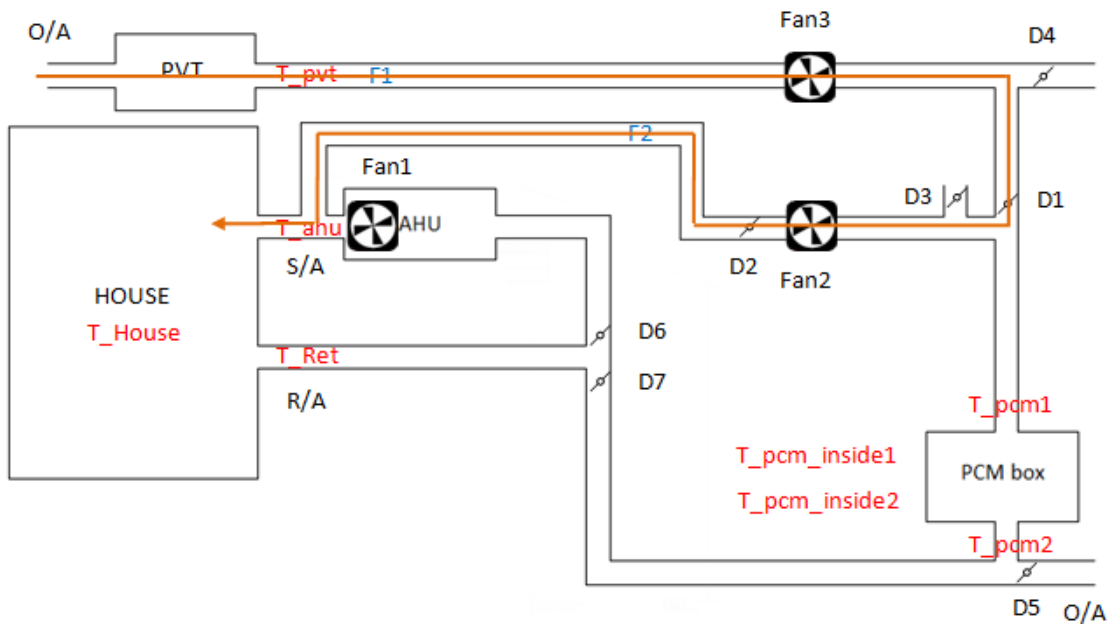 O/A
Fan3
D4
PVT
T_pvt
F1
F2
Fan1
D3
D1
T_ahu
AHU
D2
Fan2
S/A
HOUSE
T_House
D6
T_Ret
D7
R/A
T_pcm1
T_pcm_inside1
PCM box
T_pcm_inside2
T_pcm2
D5
O/A